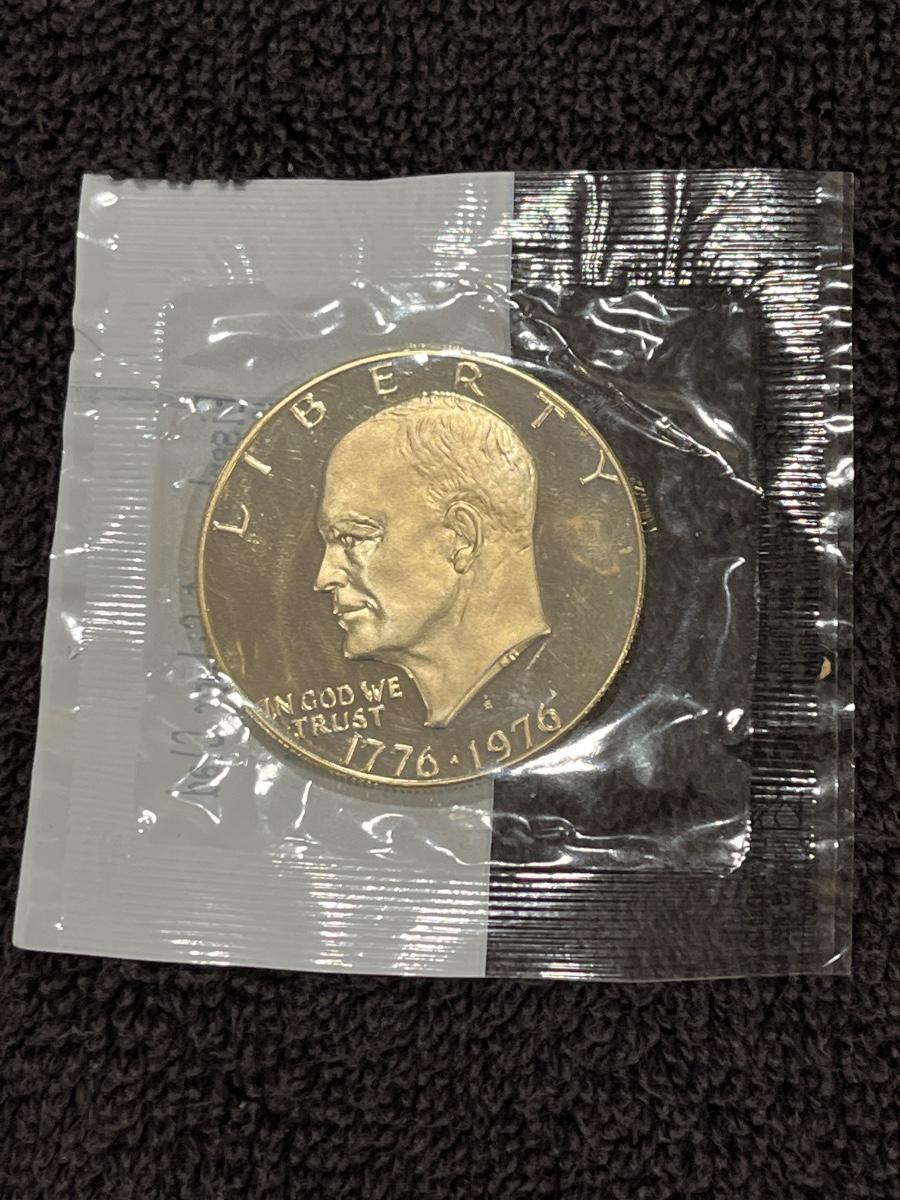 LIBERTY
IN GOD WE
TRUST
1776·1976